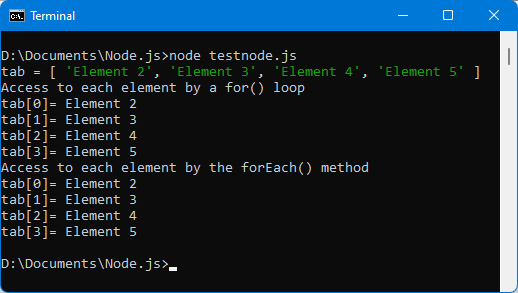 Terminal
D:\Documents\Node.js>node testnode.js
tab = [ 'Element 2', 'Element 3', 'Element 4', 'Element 5' ]
Access to each element by a for() loop
tab[0]= Element 2
tab[1]= Element 3
tab[2]= Element 4
tab[3]= Element 5
Access to each element by the forEach() method
tab[0]= Element 2
tab[1]= Element 3
tab[2]= Element 4
tab[3]= Element 5
D:\Documents\Node.js>